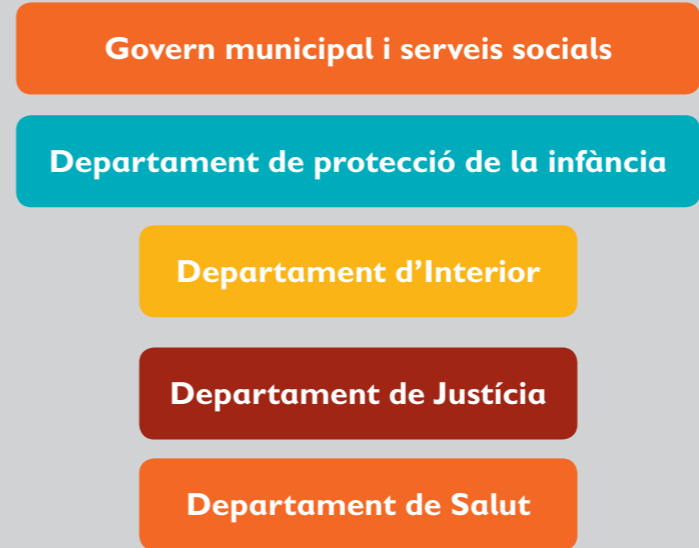 Govern municipal i serveis socials
Departament de protecció de la infància
Departament d’Interior
Departament de Justícia
Departament de Salut